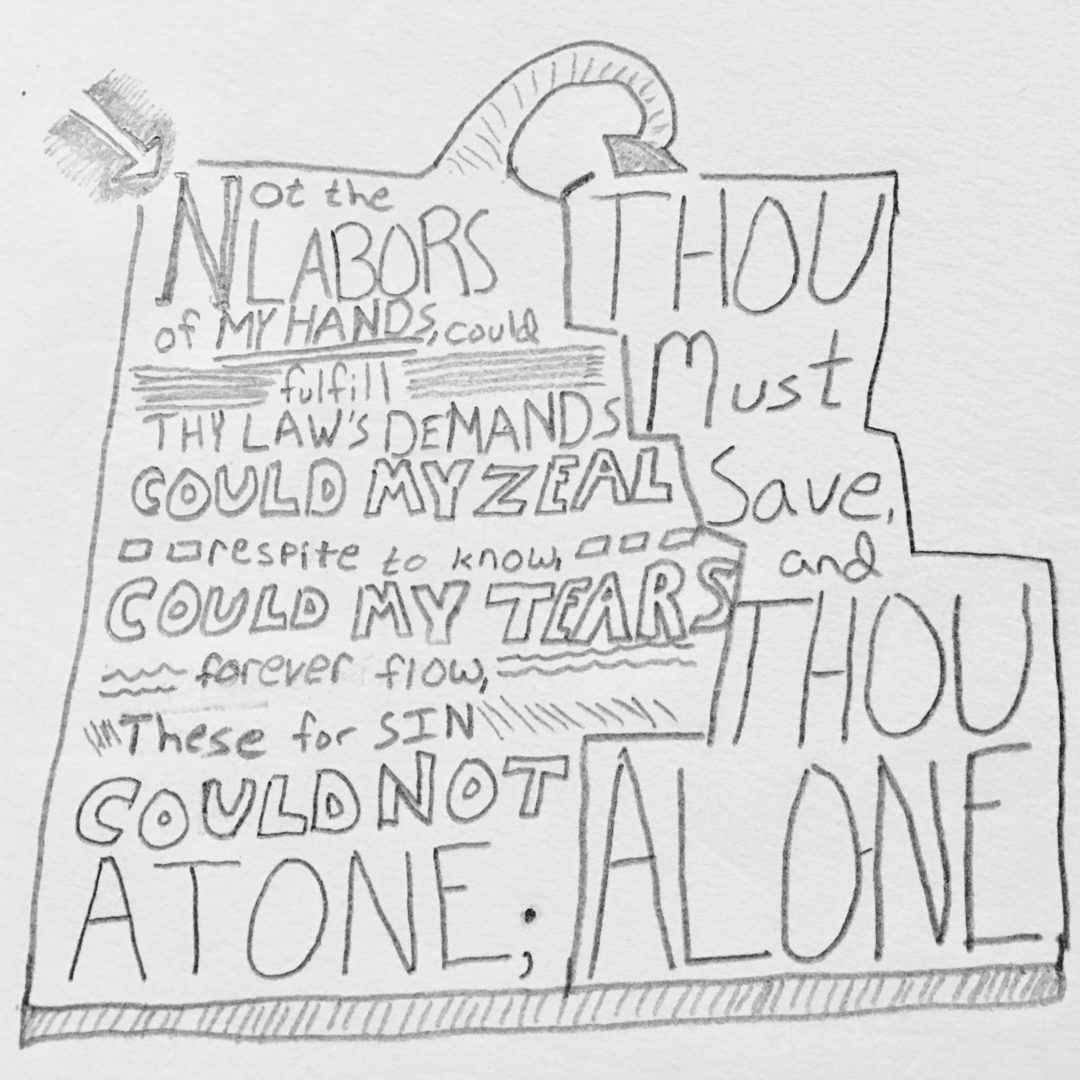 Not the
LABORS
of MY HANDS, could
fulfill
THY LAW'S DEMANDS
COULD MY ZEAL
respite to know,
COULD MY TEARS
forever flow,
These for SIN
COULD NOT
ATONE;
THOU
Must
Save,
and
THOU
ALONE.